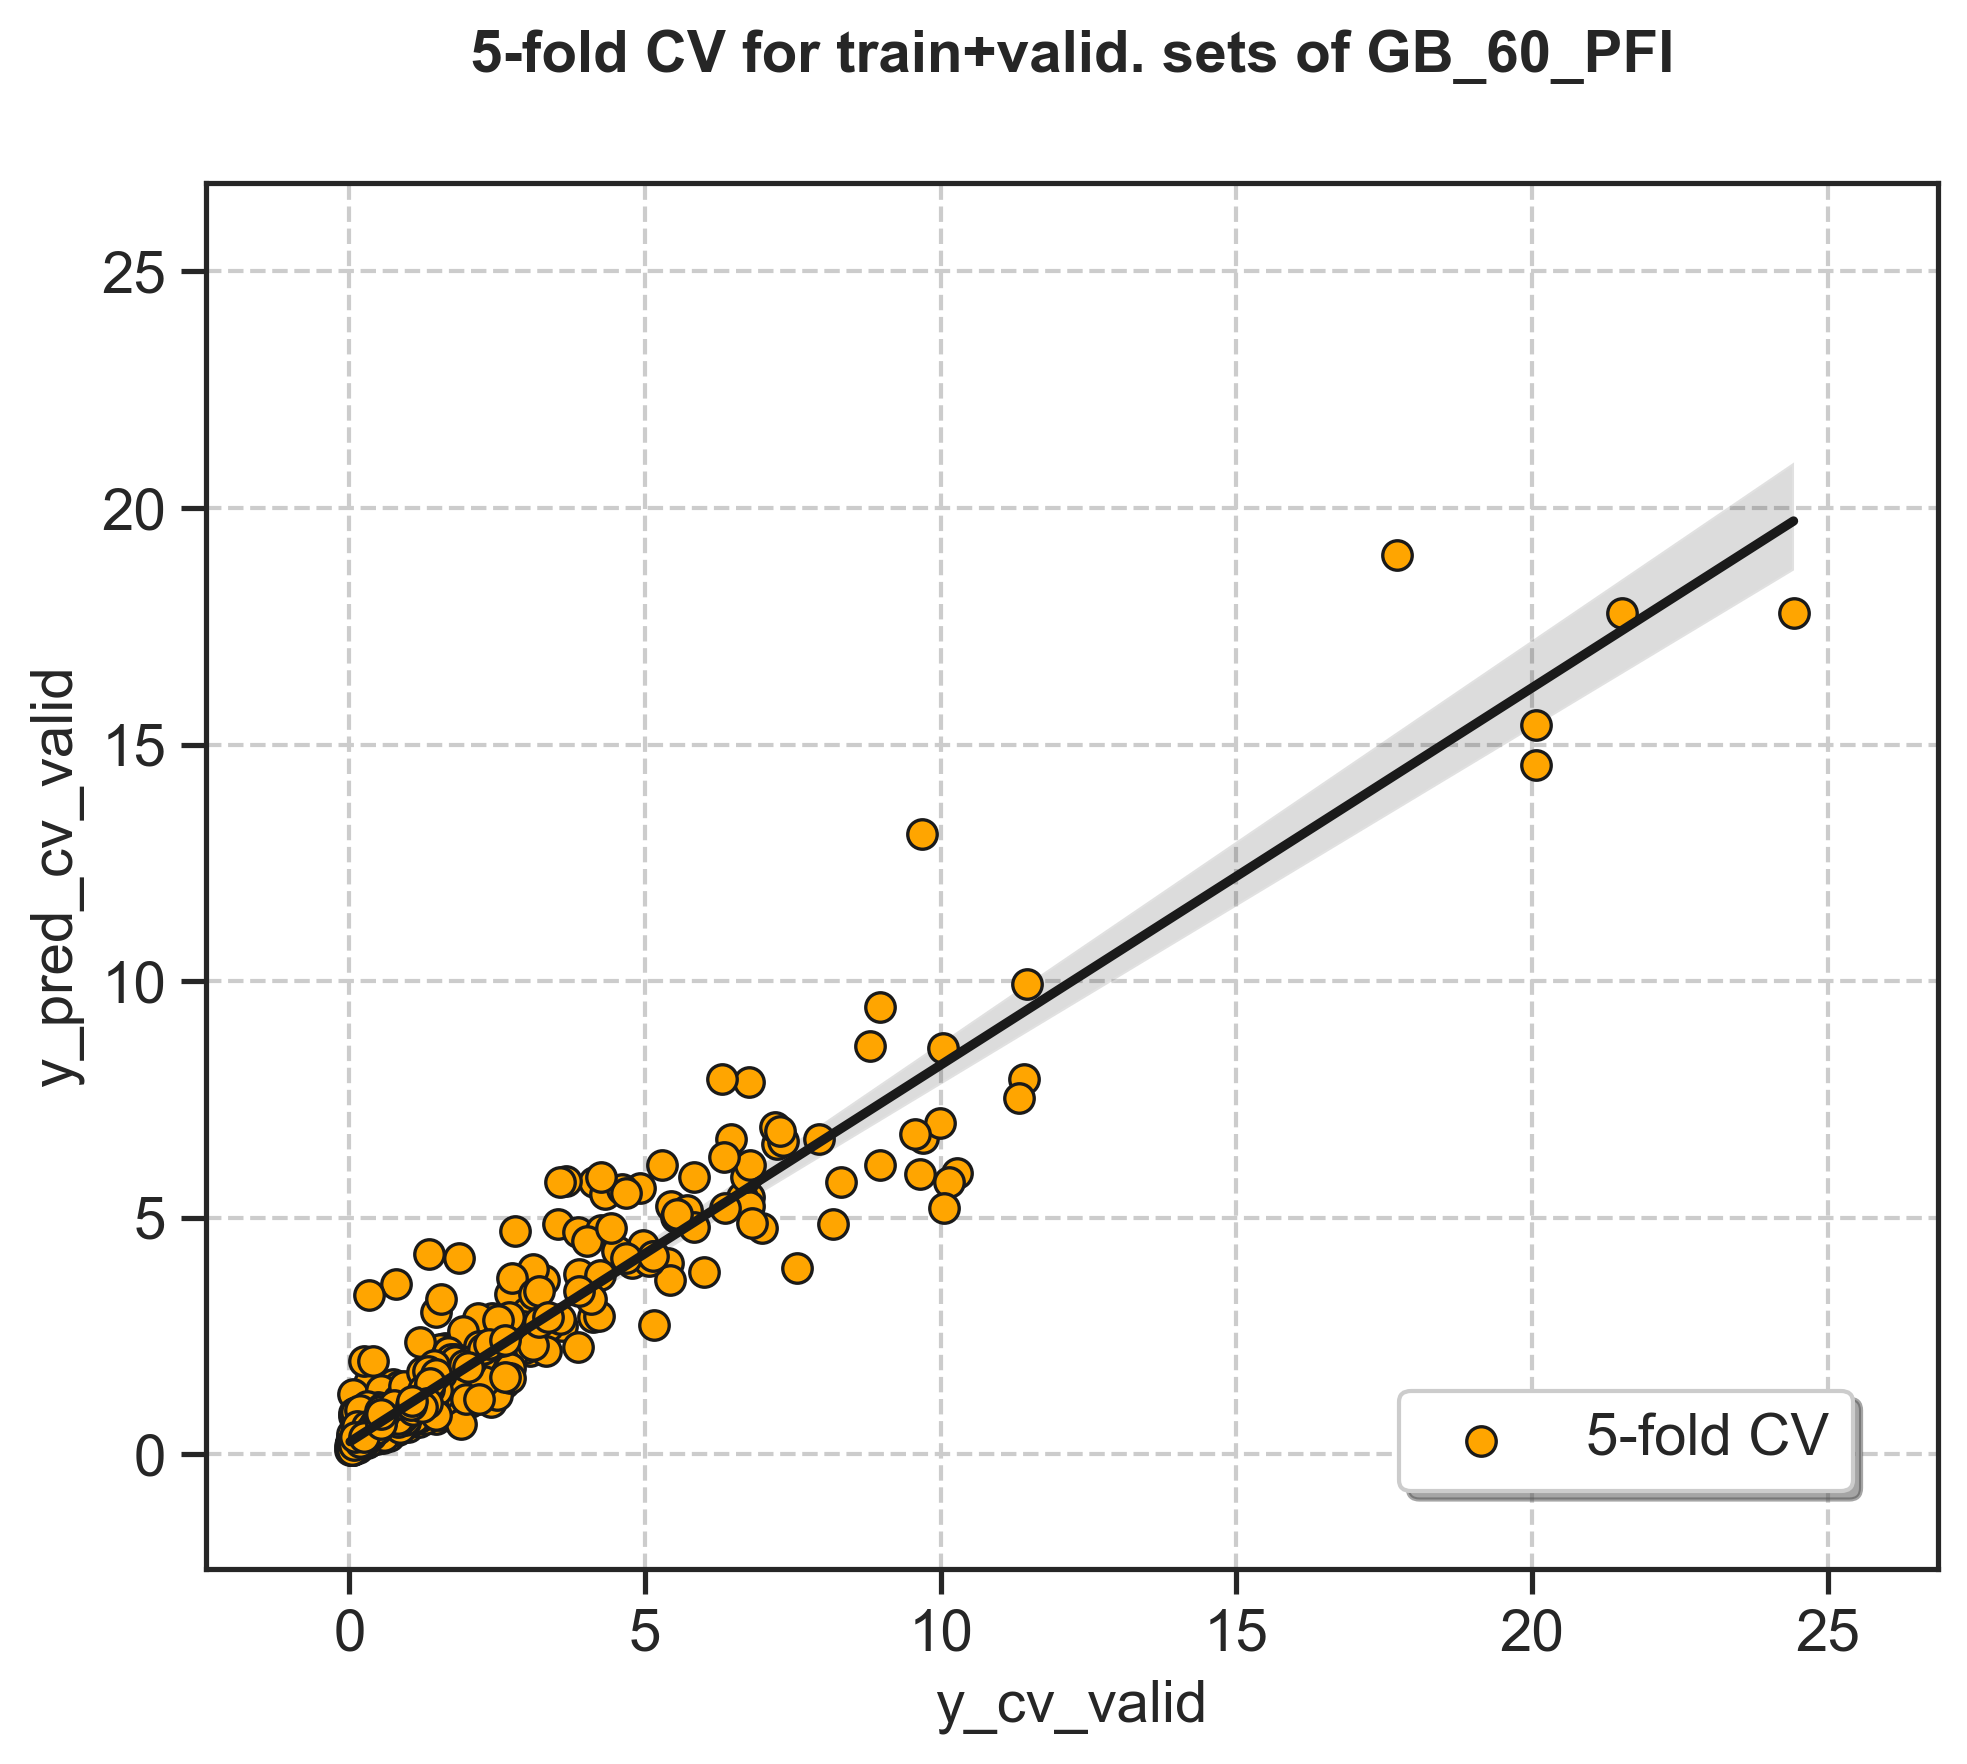 5-fold CV for train+valid. sets of GB_60_PFI
25
20
15
10
5
0
y_pred_cv_valid
5-fold CV
0 5 10 15 20 25
y_cv_valid